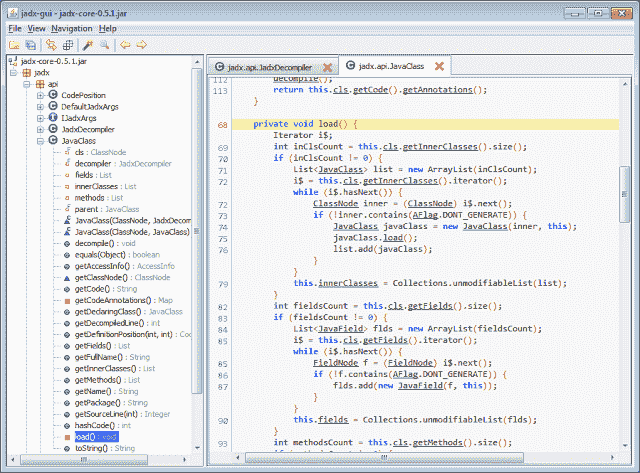 jadx-gui - jadx-core-0.5.1.jar
File View Navigation Help
jadx-core-0.5.1.jar
jadx
api
CodePosition
DefaultJadxArgs
IJadxArgs
JadxDecompiler
JavaClass
cls : ClassNode
decompiler : JadxDecompiler
fields : List
innerClasses : List
methods : List
parent : JavaClass
JavaClass(ClassNode, JadxDecom
JavaClass(ClassNode, JavaClass)
decompile() : void
equals(Object) : boolean
getAccessInfo() : AccessInfo
getClassNode() : ClassNode
getCode() : String
getCodeAnnotations() : Map
getDeclaringClass() : JavaClass
getDecompiledLine() : int
getDefinitionPosition(int, int) : Coc
getFields() : List
getFullName() : String
getInnerClasses() : List
getMethods() : List
getName() : String
getPackage() : String
getSourceLine(int) : Integer
hashCode() : int
load() : void
toString() : String
jadx.api.JadxDecompiler
jadx.api.JavaClass
112 decompile();
113 return this.cls.getCode().getAnnotations();
}
68 private void load() {
Iterator i$;
69 int inClsCount = this.cls.getInnerClasses().size();
70 if (inClsCount != 0) {
71 List<JavaClass> list = new ArrayList(inClsCount);
72 i$ = this.cls.getInnerClasses().iterator();
while (i$.hasNext()) {
72 ClassNode inner = (ClassNode) i$.next();
73 if (!inner.contains(AFlag.DONT_GENERATE)) {
74 JavaClass javaClass = new JavaClass(inner, this);
75 javaClass.load();
76 list.add(javaClass);
}
}
79 this.innerClasses = Collections.unmodifiableList(list);
}
82 int fieldsCount = this.cls.getFields().size();
83 if (fieldsCount != 0) {
84 List<JavaField> flds = new ArrayList(fieldsCount);
85 i$ = this.cls.getFields().iterator();
while (i$.hasNext()) {
85 FieldNode f = (FieldNode) i$.next();
86 if (!f.contains(AFlag.DONT_GENERATE)) {
87 flds.add(new JavaField(f, this));
}
}
90 this.fields = Collections.unmodifiableList(flds);
}
93 int methodsCount = this.cls.getMethods().size();